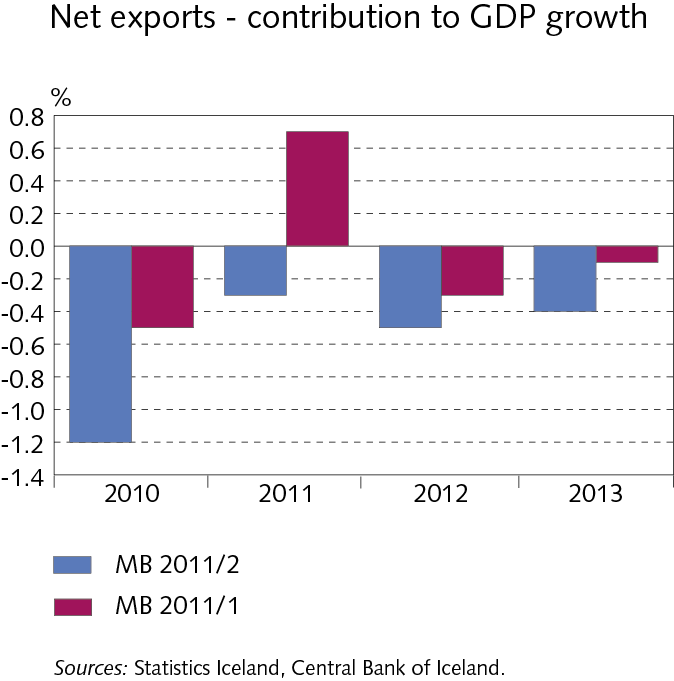 Net exports - contribution to GDP growth
%
0.8
0.6
0.4
0.2
0.0
-0.2
-0.4
-0.6
-0.8
-1.0
-1.2
-1.4
2010 2011 2012 2013
MB 2011/2
MB 2011/1
Sources: Statistics Iceland, Central Bank of Iceland.